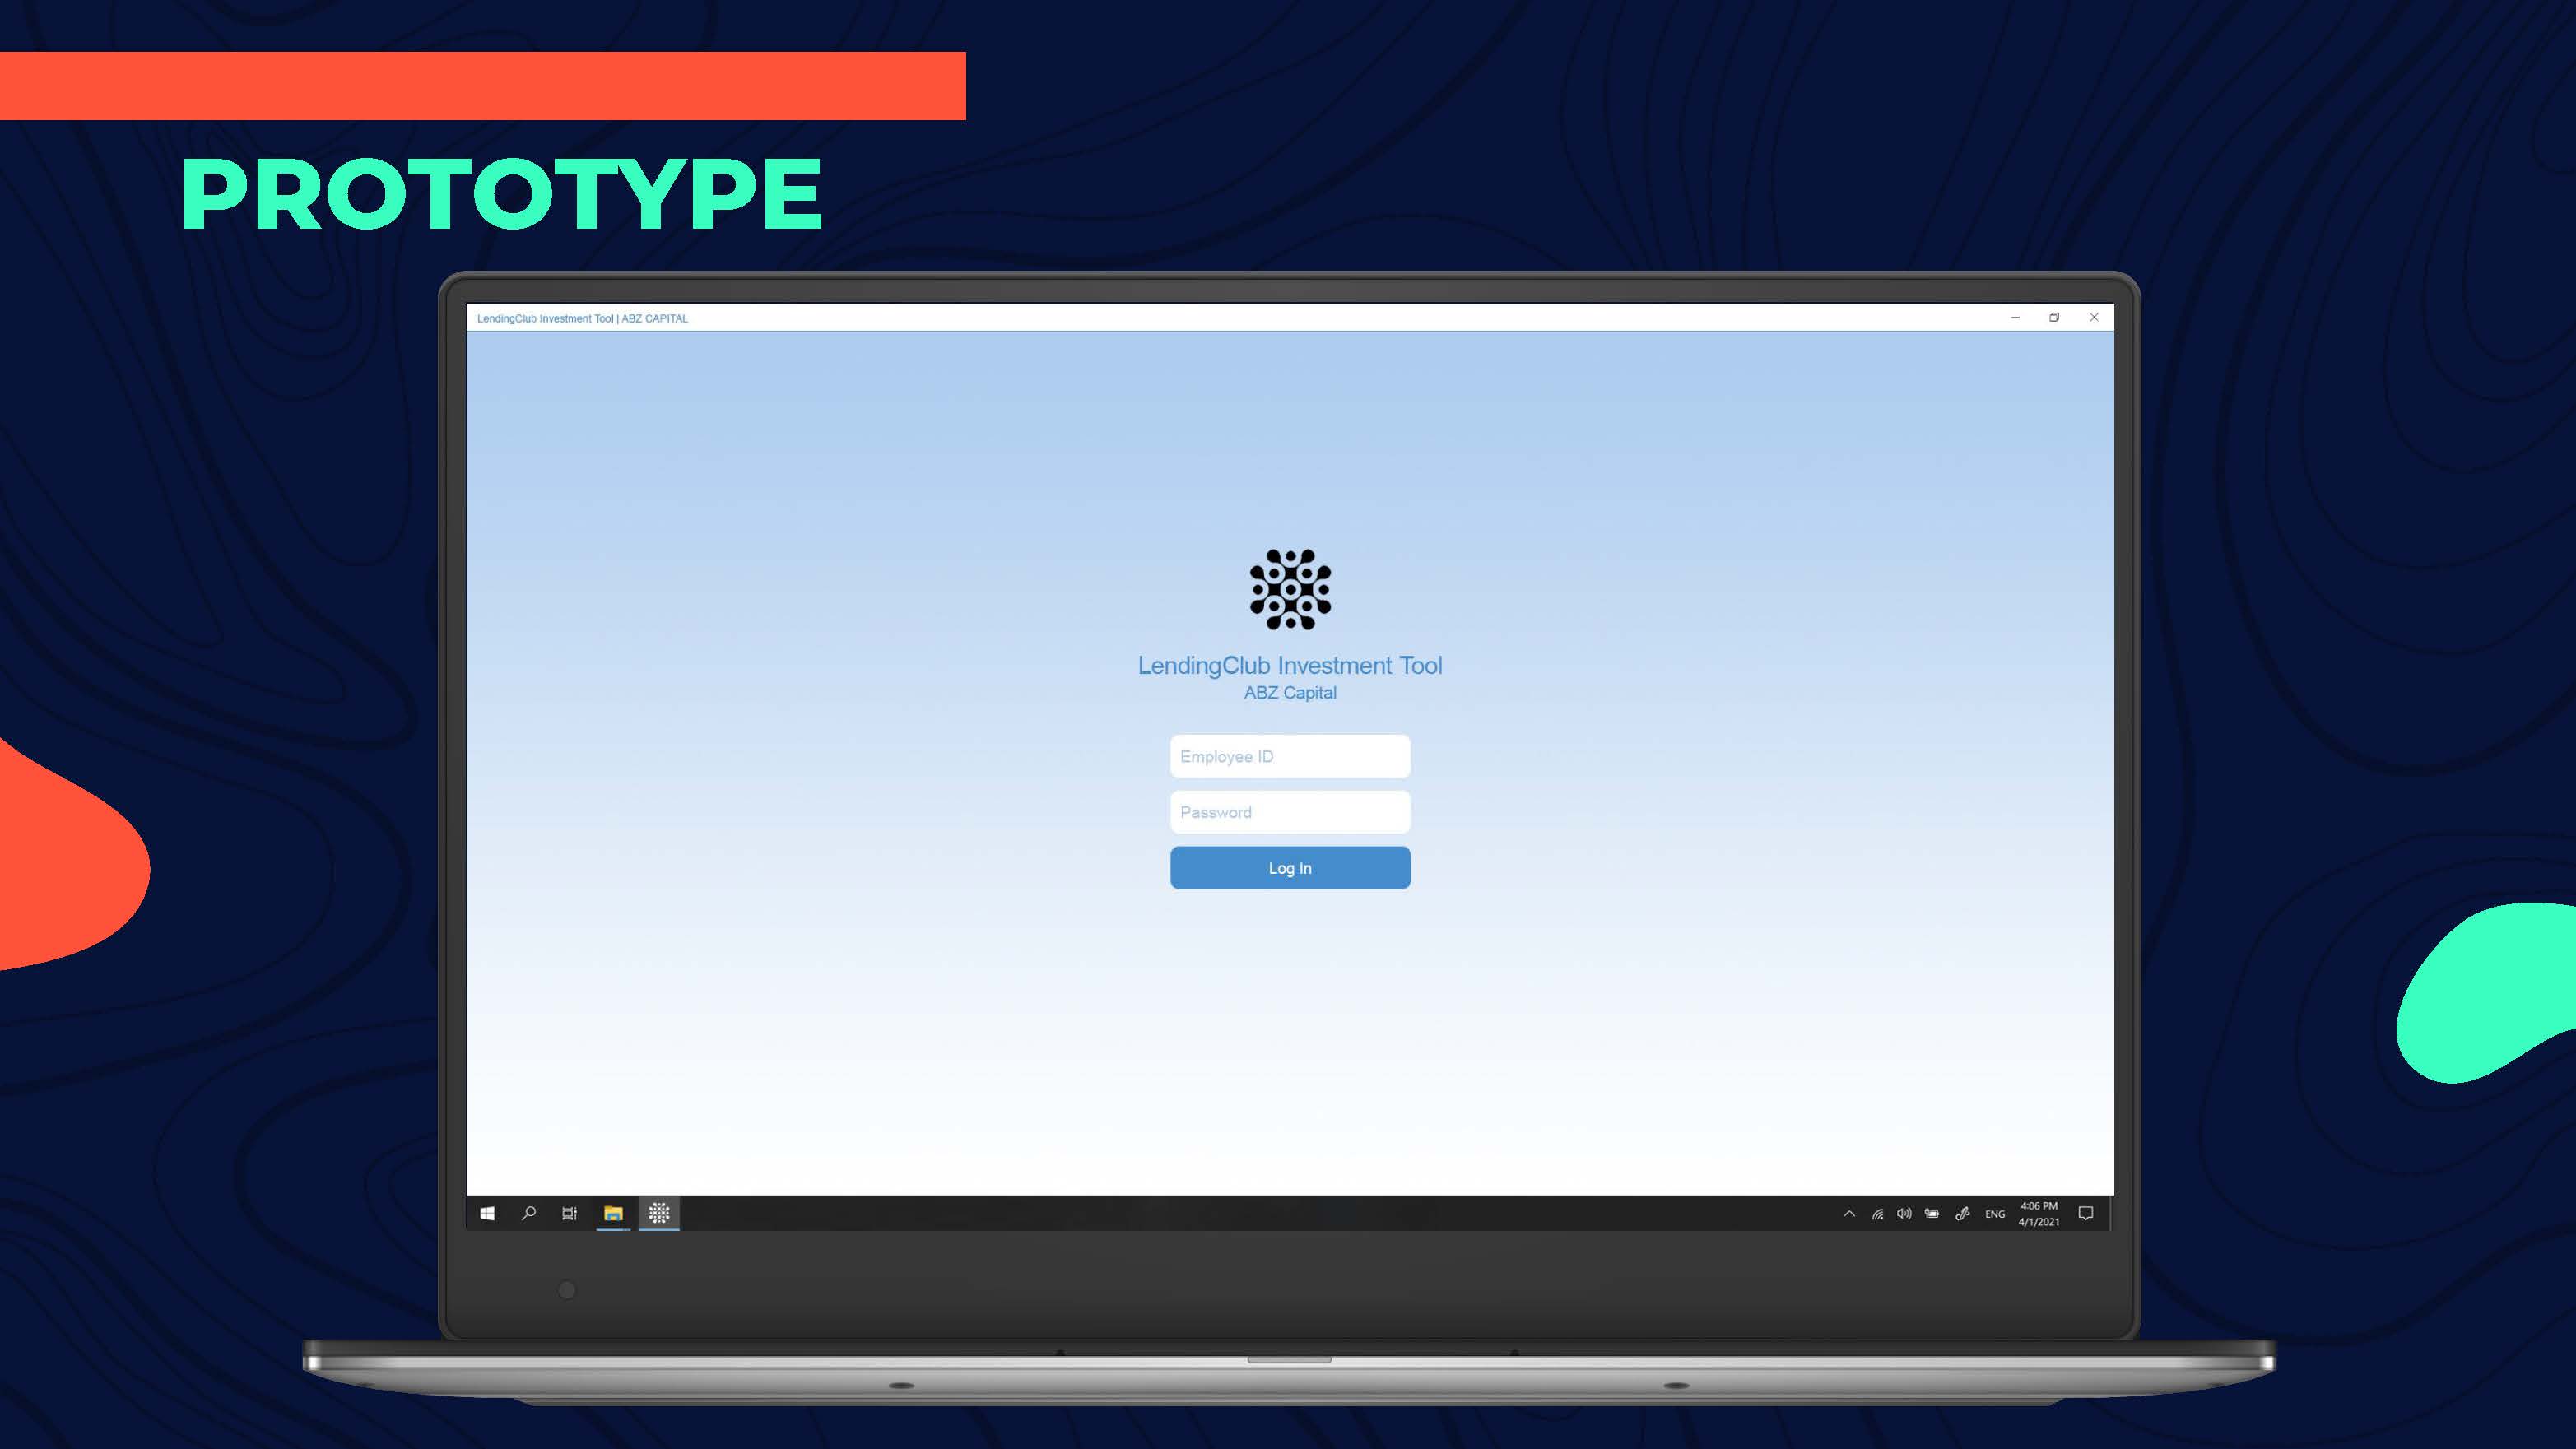 PROTOTYPE
LendingClub Investment Tool | ABZ CAPITAL
LendingClub Investment Tool
ABZ Capital
Employee ID
Password
Log In
ENG
4:06 PM
4/1/2021